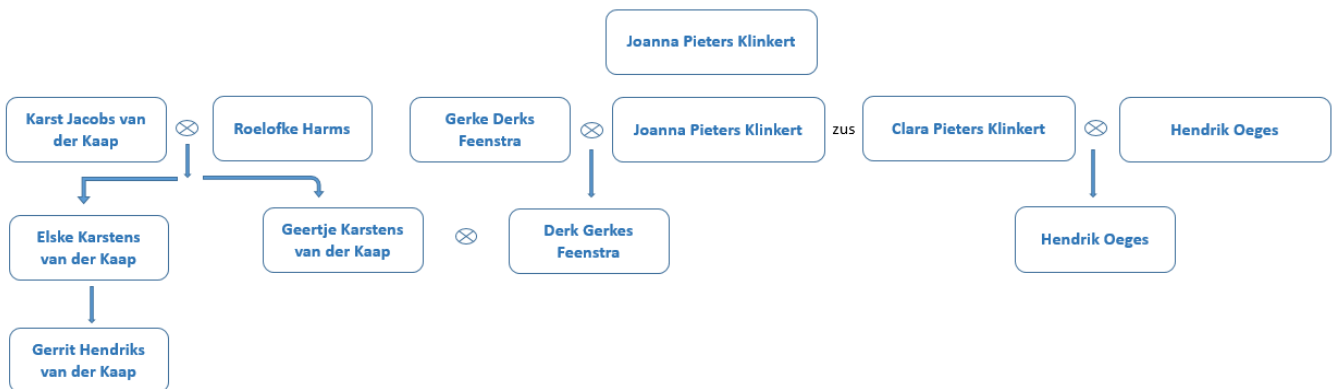 Joanna Pieters Klinkert
Karst Jacobs van
der Kaap
Roelofke Harms
Gerke Derks
Feenstra
Joanna Pieters Klinkert
zus
Clara Pieters Klinkert
Hendrik Oeges
Elske Karstens
van der Kaap
Geertje Karstens
van der Kaap
Derk Gerkes
Feenstra
Hendrik Oeges
Gerrit Hendriks
van der Kaap